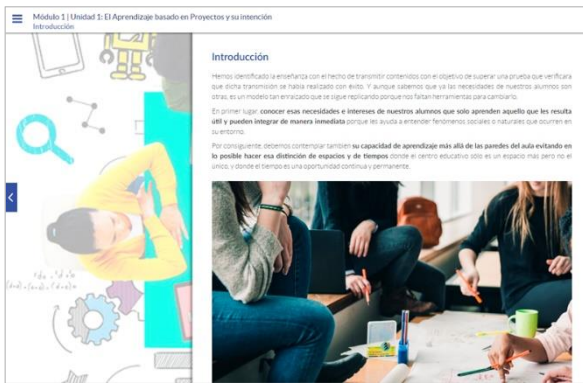 Módulo 1 | Unidad 1: El Aprendizaje basado en Proyectos y su intención
Introducción
Introducción
Hemos identificado la enseñanza con el hecho de transmitir contenidos con el objetivo de superar una prueba que verificara
que dicha transmisión se había realizado con éxito. Y aunque sabemos que ya las necesidades de nuestros alumnos son
otras, es un modelo tan enraizado que se sigue replicando porque nos faltan herramientas para cambiarlo.
En primer lugar, conocer esas necesidades e intereses de nuestros alumnos que solo aprenden aquello que les resulta
útil y pueden integrar de manera inmediata porque les ayuda a entender fenómenos sociales o naturales que ocurren en
su entorno.
Por consiguiente, debemos contemplar también su capacidad de aprendizaje más allá de las paredes del aula evitando en
lo posible hacer esa distinción de espacios y de tiempos donde el centro educativo sólo es un espacio más pero no el
único, y donde el tiempo es una oportunidad continua y permanente.